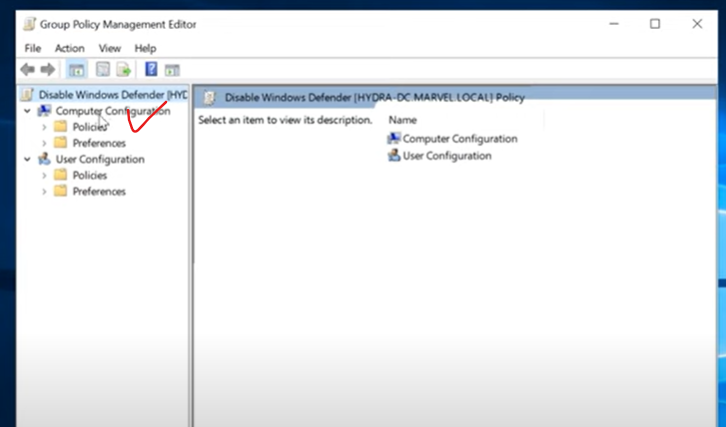 Group Policy Management Editor
File Action View Help
Disable Windows Defender [HYD
Computer Configuration
Policies
Preferences
User Configuration
Policies
Preferences
Disable Windows Defender [HYDRA-DC.MARVEL.LOCAL] Policy
Select an item to view its description.
Name
Computer Configuration
User Configuration